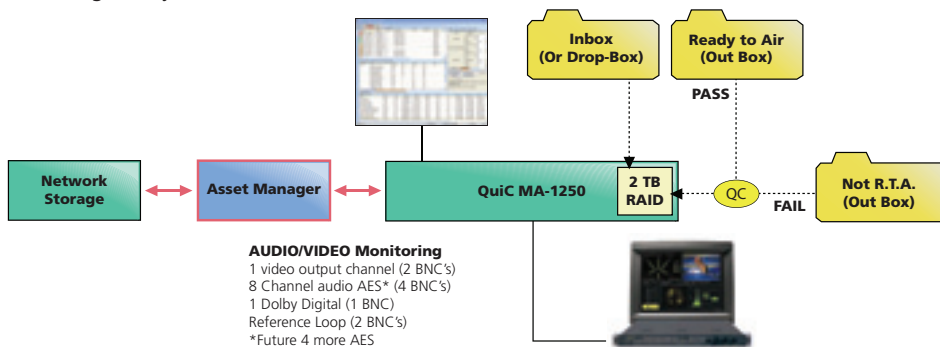 Inbox
(Or Drop-Box)
Ready to Air
(Out Box)
PASS
Network
Storage
Asset Manager
QuiC MA-1250
2 TB
RAID
QC
FAIL
Not R.T.A.
(Out Box)
AUDIO/VIDEO Monitoring
1 video output channel (2 BNC's)
8 Channel audio AES* (4 BNC's)
1 Dolby Digital (1 BNC)
Reference Loop (2 BNC's)
*Future 4 more AES